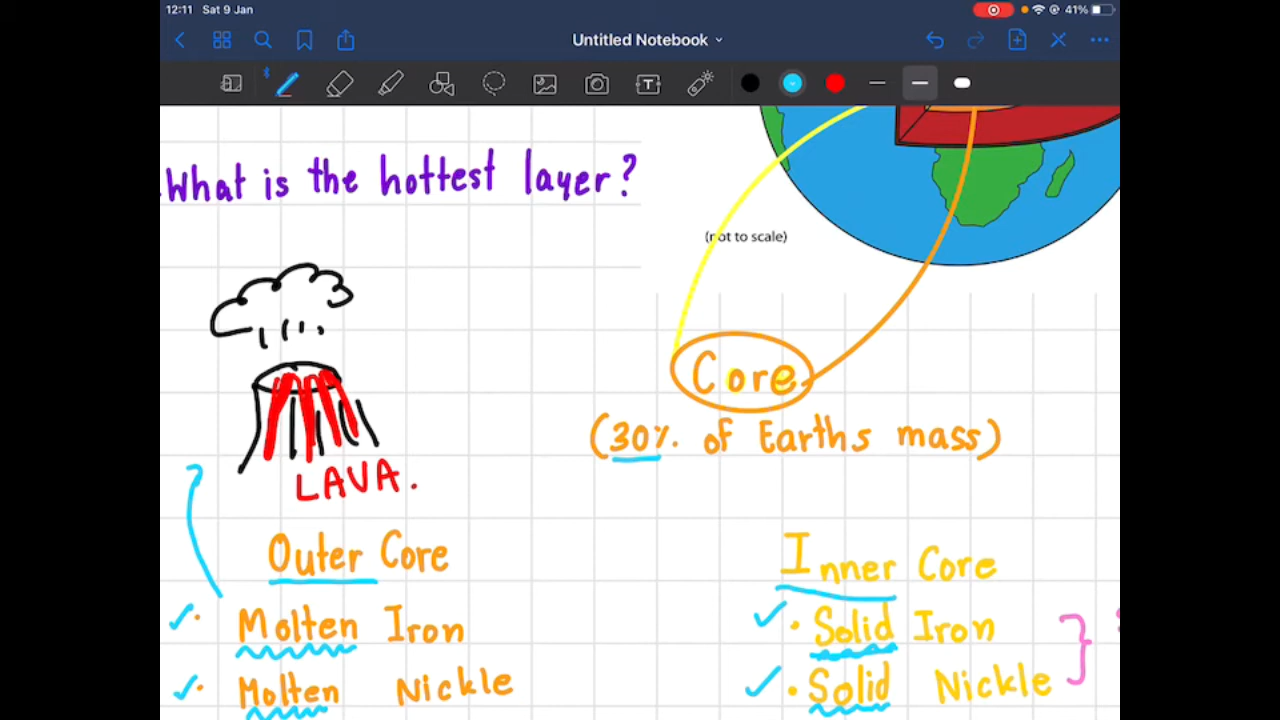 12:11 Sat 9 Jan
41%
Untitled Notebook
T
What is the hottest layer?
(not to scale)
Core
(30% of Earths mass)
LAVA.
Outer Core
Inner Core
Molten Iron
· Solid Iron
Molten Nickle
· Solid Nickle